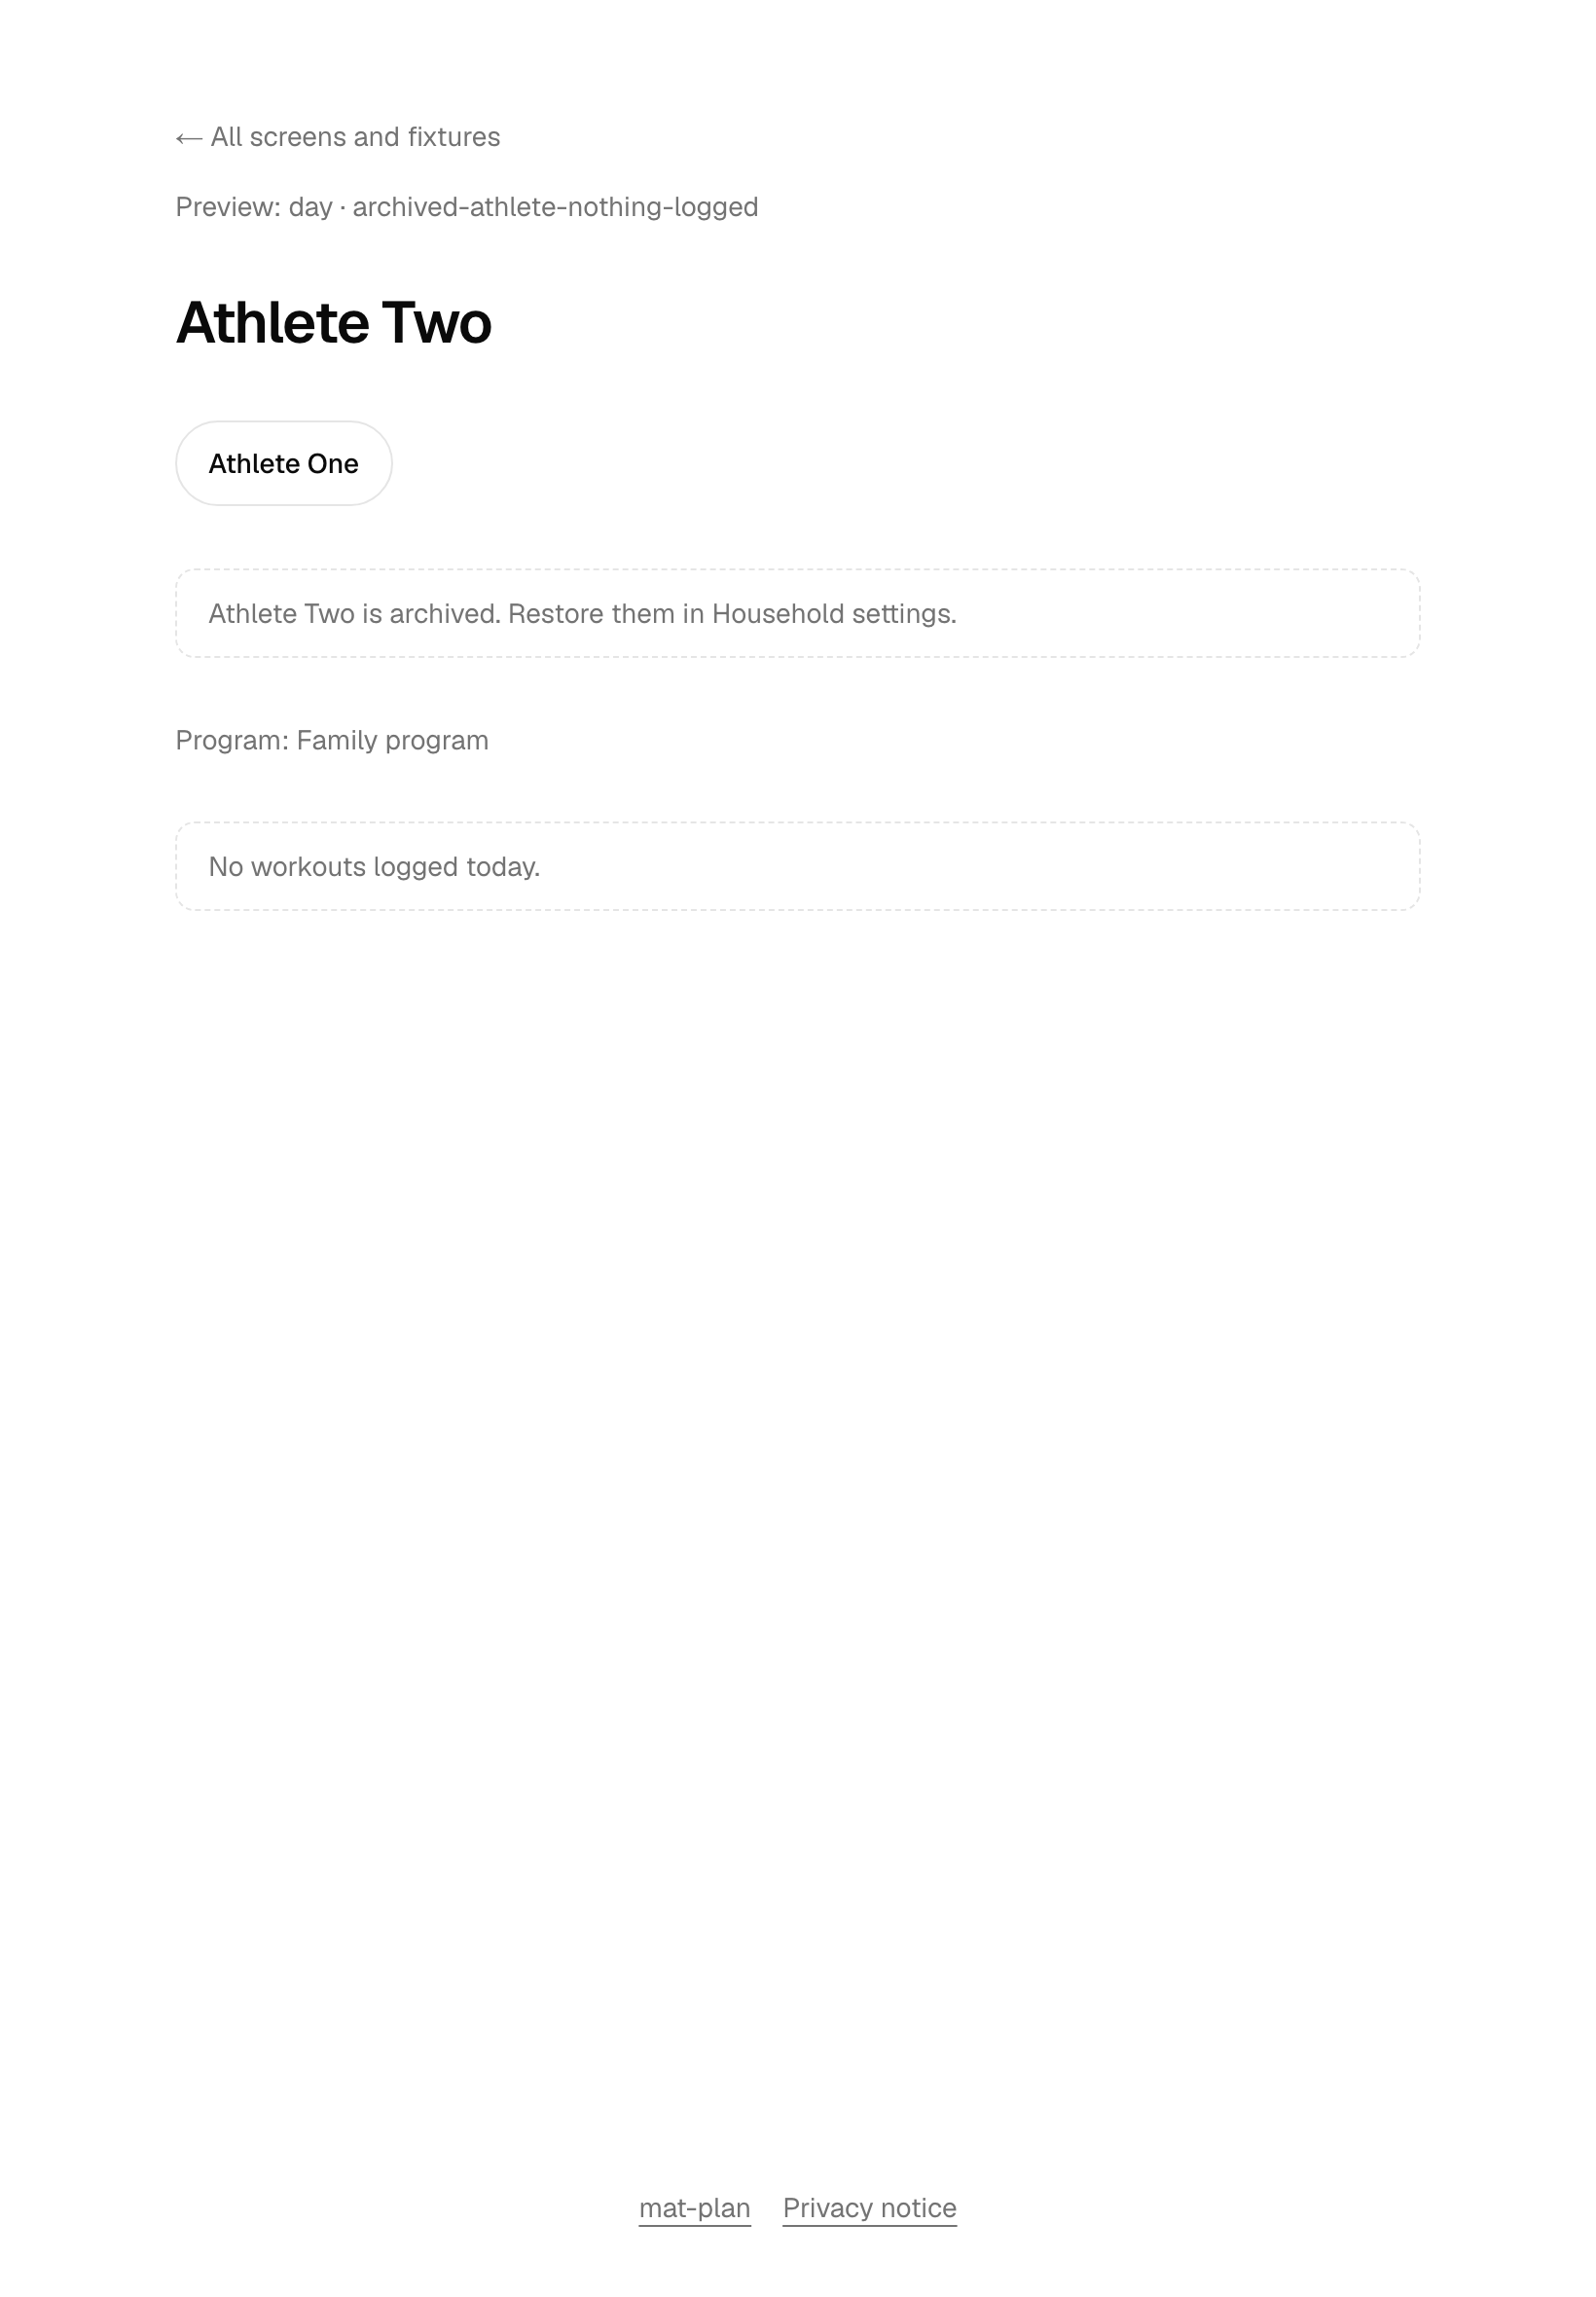 ← All screens and fixtures
Preview: day · archived-athlete-nothing-logged
Athlete Two
Athlete One
Athlete Two is archived. Restore them in Household settings.
Program: Family program
No workouts logged today.
mat-plan Privacy notice